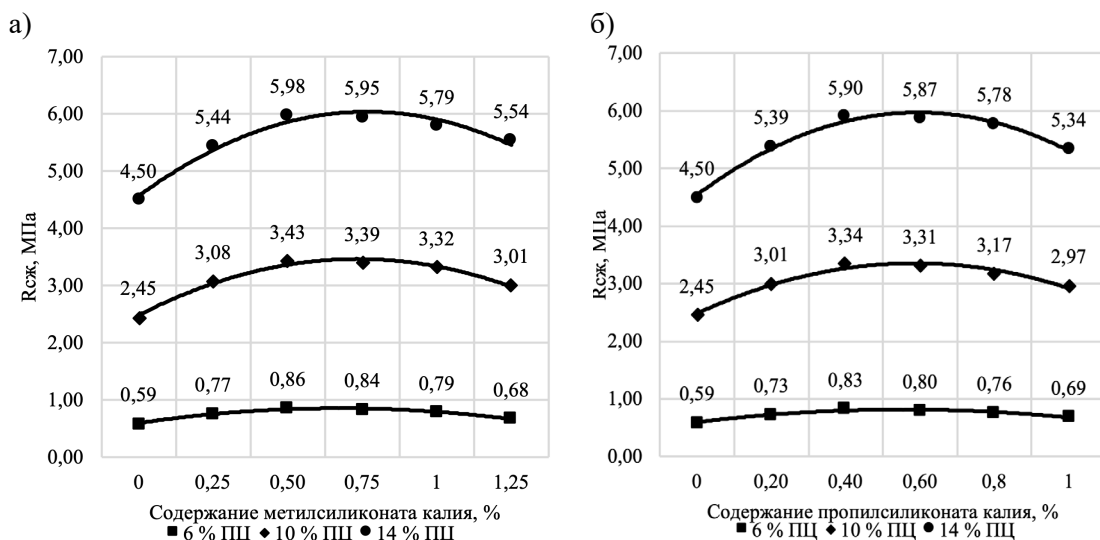 а)
7,00
6,00
5,00
4,00
3,00
2,00
1,00
0,00
Rсж, МПа
4,50 5,44 5,98 5,95 5,79 5,54
2,45 3,08 3,43 3,39 3,32 3,01
0,59 0,77 0,86 0,84 0,79 0,68
0 0,25 0,50 0,75 1 1,25
Содержание метилсиликоната калия, %
6 % ПЦ 10 % ПЦ 14 % ПЦ
б)
7,00
6,00
5,00
4,00
3,00
2,00
1,00
0,00
Rсж, МПа
4,50 5,39 5,90 5,87 5,78 5,34
2,45 3,01 3,34 3,31 3,17 2,97
0,59 0,73 0,83 0,80 0,76 0,69
0 0,20 0,40 0,60 0,8 1
Содержание пропилсиликоната калия, %
6 % ПЦ 10 % ПЦ 14 % ПЦ